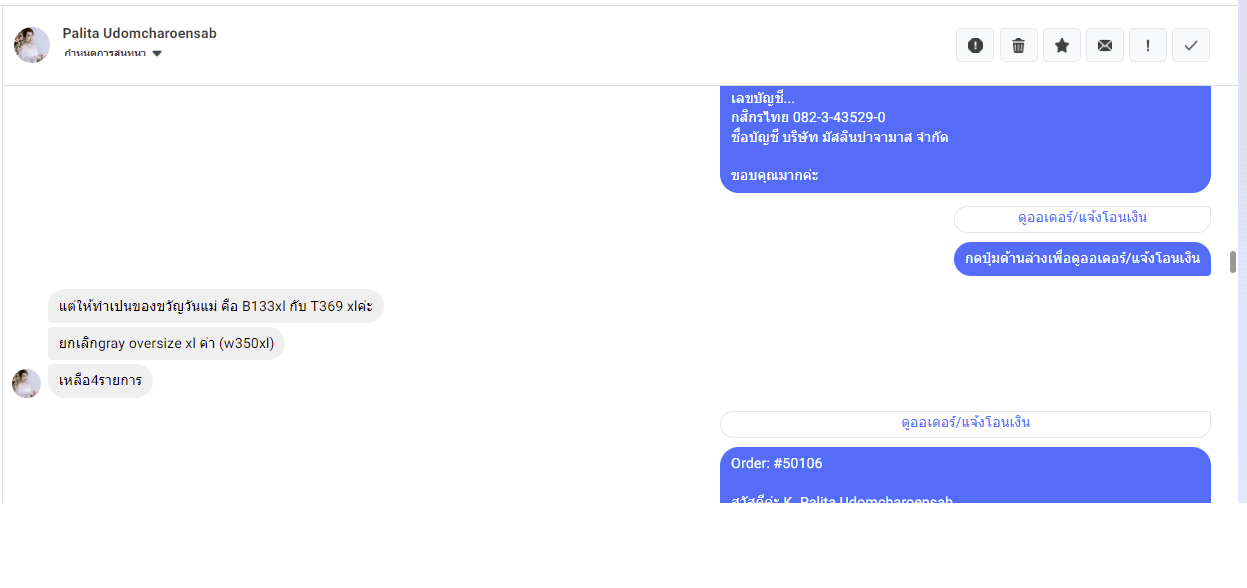 Palita Udomcharoensab
กำหนดการสนทนา
เลขบัญชี...
กสิกรไทย 082-3-43529-0
ชื่อบัญชี บริษัท มัสลินปาจามาส จำกัด
ขอบคุณมากค่ะ
ดูออเดอร์/แจ้งโอนเงิน
กดปุ่มด้านล่างเพื่อดูออเดอร์/แจ้งโอนเงิน
แต่ให้ทำเปนของขวัญวันแม่ คือ B133xl กับ T369 xlค่ะ
ยกเลิกgray oversize xl ค่า (w350xl)
เหลือ4รายการ
ดูออเดอร์/แจ้งโอนเงิน
Order: #50106
สวัสดีค่ะ K. Palita Udomcharoensab